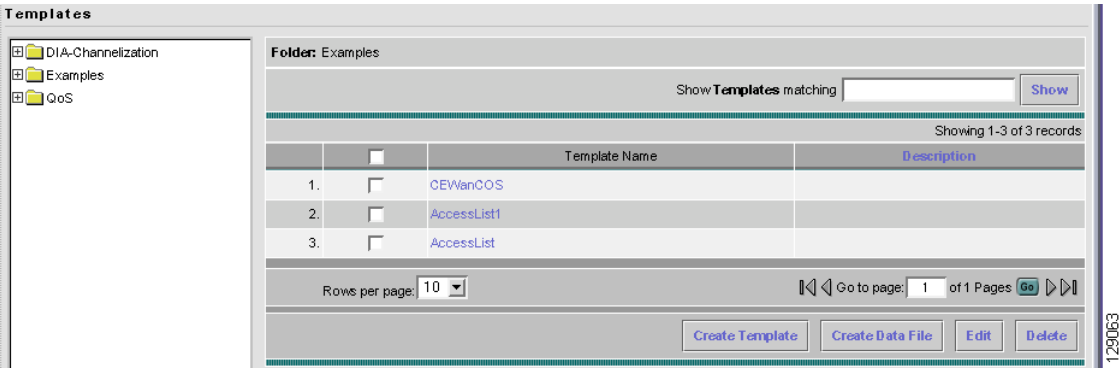 Templates
DIA-Channelization
Examples
QoS
Folder: Examples
Show Templates matching Show
Showing 1-3 of 3 records
Template Name Description
1. CEWanCOS
2. AccessList1
3. AccessList
Rows per page: 10 Go to page: 1 of 1 Pages Go
Create Template Create Data File Edit Delete
129063